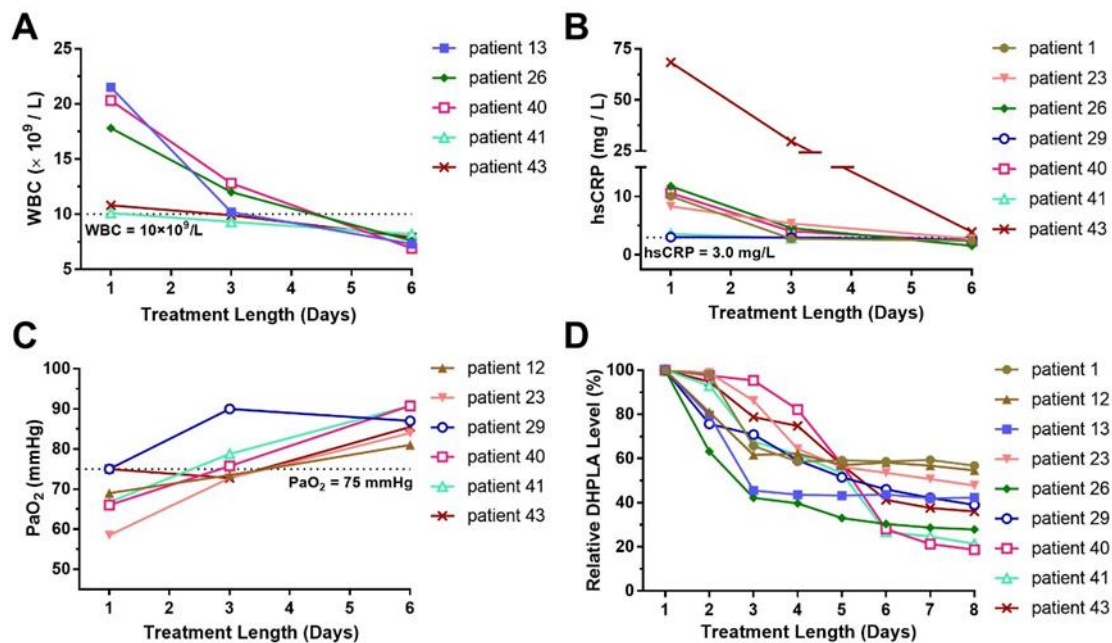 A
WBC (× 10⁹ / L)
25
20
15
10
5
WBC = 10×10⁹/L
1 2 3 4 5 6
Treatment Length (Days)
patient 13
patient 26
patient 40
patient 41
patient 43
B
hsCRP (mg / L)
75
50
25
10
0
hsCRP = 3.0 mg/L
1 2 3 4 5 6
Treatment Length (Days)
patient 1
patient 23
patient 26
patient 29
patient 40
patient 41
patient 43
C
PaO₂ (mmHg)
100
90
80
70
60
50
PaO₂ = 75 mmHg
1 2 3 4 5 6
Treatment Length (Days)
patient 12
patient 23
patient 29
patient 40
patient 41
patient 43
D
Relative DHPLA Level (%)
100
80
60
40
20
0
1 2 3 4 5 6 7 8
Treatment Length (Days)
patient 1
patient 12
patient 13
patient 23
patient 26
patient 29
patient 40
patient 41
patient 43